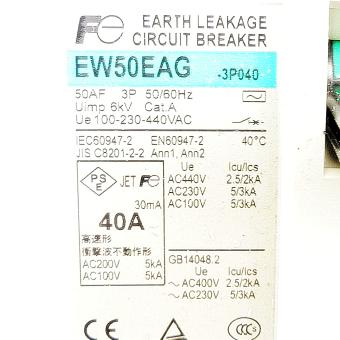 Fe EARTH LEAKAGE
CIRCUIT BREAKER
EW50EAG -3P040
50AF 3P 50/60Hz
Uimp 6kV Cat.A
Ue 100-230-440VAC
IEC60947-2 EN60947-2 40°C
JIS C8201-2-2 Ann1, Ann2
PS E JET Fe
30mA
40A
高速形
衝撃波不動作形
AC200V 5kA
AC100V 5kA
Ue Icu/Ics
AC440V 2.5/2kA
AC230V 5/3kA
AC100V 5/3kA
GB14048.2
Ue Icu/Ics
AC400V 2.5/2kA
AC230V 5/3kA
CE CCC S